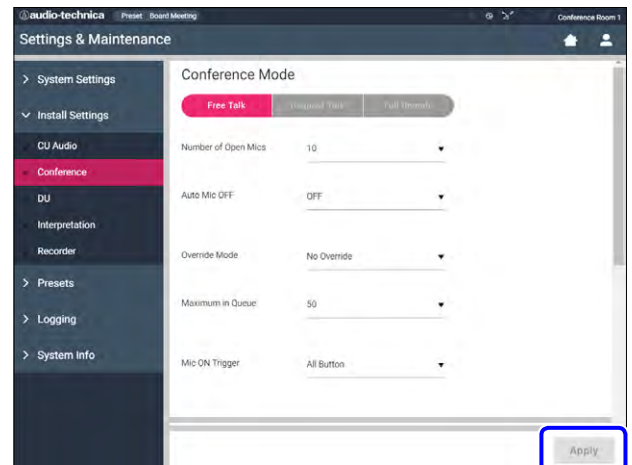 audio-technica Preset Board Meeting Conference Room 1
Settings & Maintenance
System Settings
Install Settings
CU Audio
Conference
DU
Interpretation
Recorder
Presets
Logging
System Info
Conference Mode
Free Talk Request Talk Full Remote
Number of Open Mics 10
Auto Mic OFF OFF
Override Mode No Override
Maximum in Queue 50
Mic ON Trigger All Button
Apply